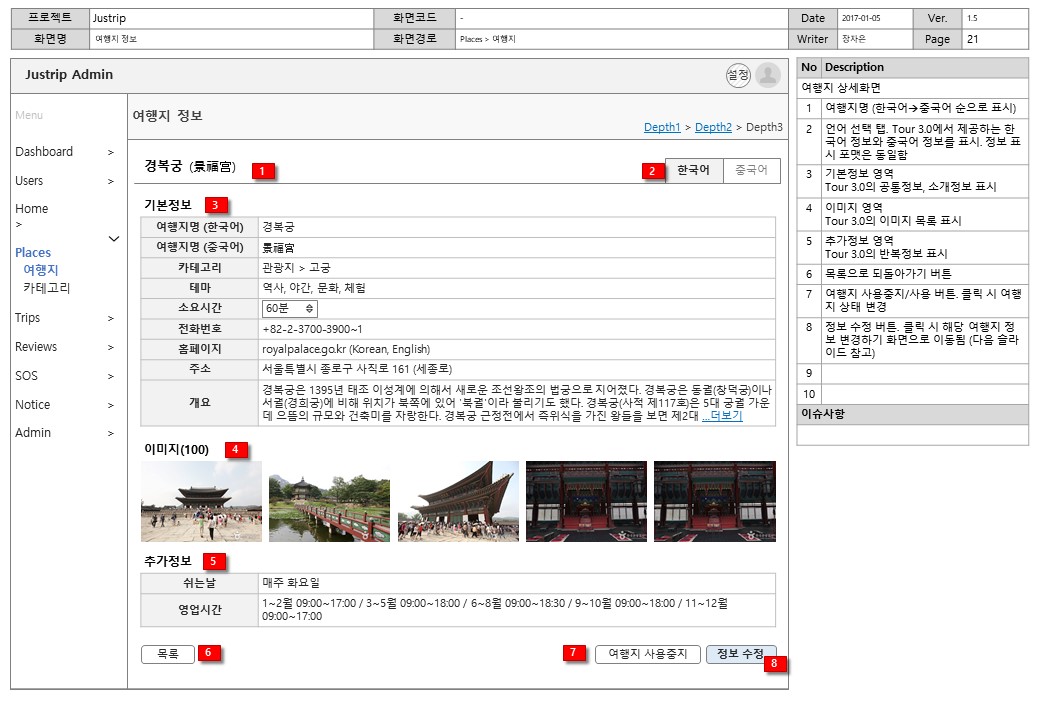 프로젝트 Justrip 화면코드 - Date 2017-01-05 Ver. 1.5
화면명 여행지 정보 화면경로 Places > 여행지 Writer 장자은 Page 21
Justrip Admin 설정
Menu
Dashboard >
Users >
Home
>
Places
여행지
카테고리
Trips >
Reviews >
SOS >
Notice >
Admin >
여행지 정보
Depth1 > Depth2 > Depth3
경복궁 (景福宫) 1
2 한국어 중국어
기본정보 3
여행지명 (한국어) 경복궁
여행지명 (중국어) 景福宫
카테고리 관광지 > 고궁
테마 역사, 야간, 문화, 체험
소요시간 60분
전화번호 +82-2-3700-3900~1
홈페이지 royalpalace.go.kr (Korean, English)
주소 서울특별시 종로구 사직로 161 (세종로)
개요
경복궁은 1395년 태조 이성계에 의해서 새로운 조선왕조의 법궁으로 지어졌다. 경복궁은 동궐(창덕궁)이나
서궐(경희궁)에 비해 위치가 북쪽에 있어 '북궐'이라 불리기도 했다. 경복궁(사적 제117호)은 5대 궁궐 가운
데 으뜸의 규모와 건축미를 자랑한다. 경복궁 근정전에서 즉위식을 가진 왕들을 보면 제2대 ...더보기
이미지(100) 4
추가정보 5
쉬는날 매주 화요일
영업시간
1~2월 09:00~17:00 / 3~5월 09:00~18:00 / 6~8월 09:00~18:30 / 9~10월 09:00~18:00 / 11~12월
09:00~17:00
목록 6
7 여행지 사용중지 정보 수정 8
No Description
여행지 상세화면
1 여행지명 (한국어→중국어 순으로 표시)
2 언어 선택 탭. Tour 3.0에서 제공하는 한
국어 정보와 중국어 정보를 표시. 정보 표
시 포맷은 동일함
3 기본정보 영역
Tour 3.0의 공통정보, 소개정보 표시
4 이미지 영역
Tour 3.0의 이미지 목록 표시
5 추가정보 영역
Tour 3.0의 반복정보 표시
6 목록으로 되돌아가기 버튼
7 여행지 사용중지/사용 버튼. 클릭 시 여행
지 상태 변경
8 정보 수정 버튼. 클릭 시 해당 여행지 정
보 변경하기 화면으로 이동됨 (다음 슬라
이드 참고)
9
10
이슈사항